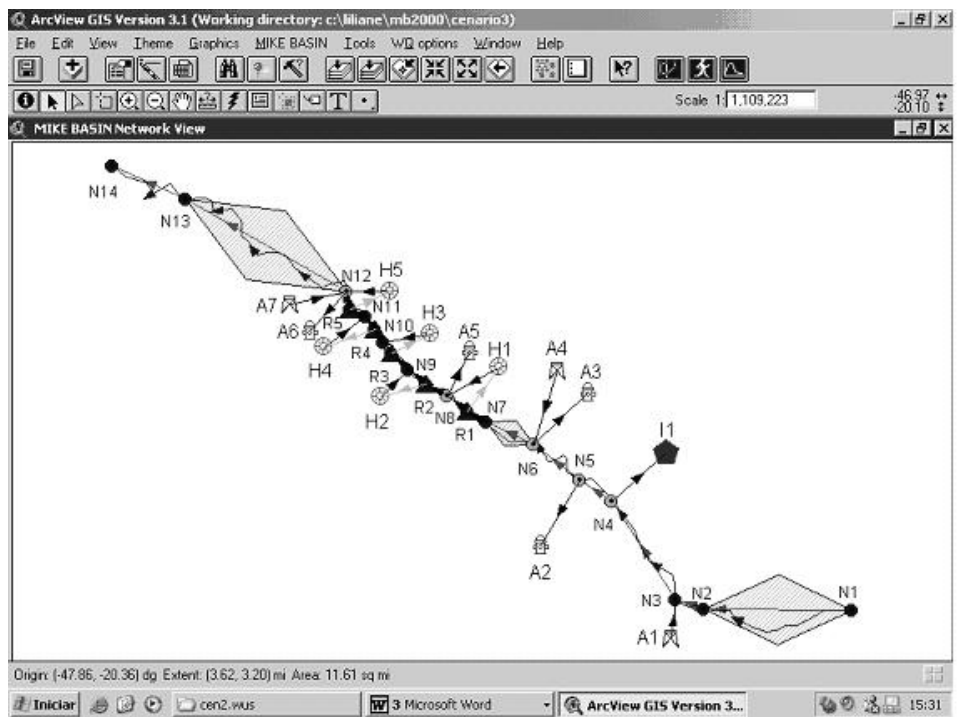 ArcView GIS Version 3.1 (Working directory: c:\liliane\mb2000\cenario3)
File Edit View Theme Graphics MIKE BASIN Tools WQ options Window Help
Scale 1: 1,109,223
-46.97
-20.10
MIKE BASIN Network View
N14
N13
N12 H5
A7 N11 H3
A6 R5 N10 A5
H4 R4 H1
R3 N9 A4
A3
H2 R2 N8 N7
R1 I1
N6 N5
N4
A2
N3 N2 N1
A1
Origin: (-47.86, -20.36) dg Extent: (3.62, 3.20) mi Area: 11.61 sq mi
Iniciar cen2.wus 3 Microsoft Word ArcView GIS Version 3... 15:31